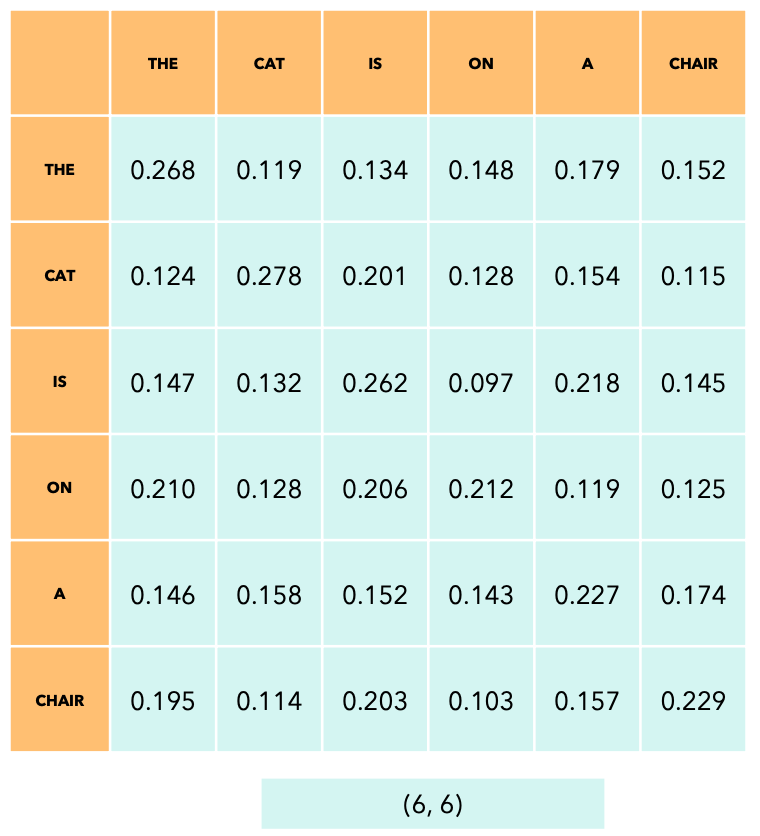 THE CAT IS ON A CHAIR
THE 0.268 0.119 0.134 0.148 0.179 0.152
CAT 0.124 0.278 0.201 0.128 0.154 0.115
IS 0.147 0.132 0.262 0.097 0.218 0.145
ON 0.210 0.128 0.206 0.212 0.119 0.125
A 0.146 0.158 0.152 0.143 0.227 0.174
CHAIR 0.195 0.114 0.203 0.103 0.157 0.229
(6, 6)